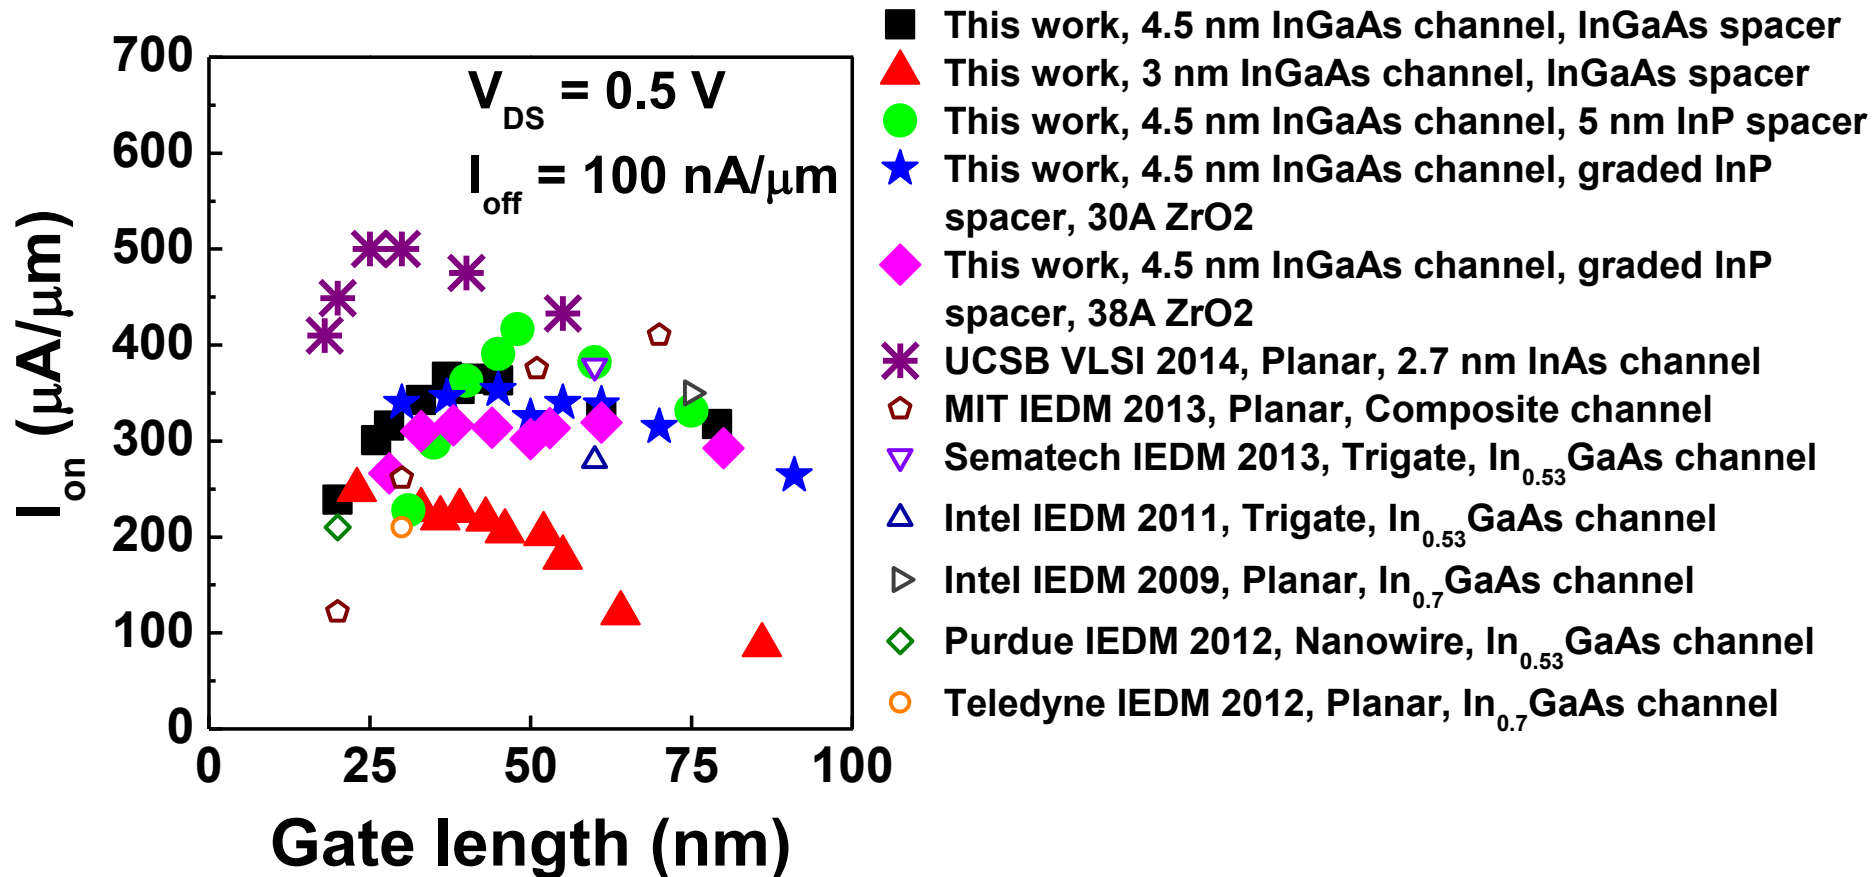 700
600
500
400
300
200
100
0
I_on (μA/μm)
V_DS = 0.5 V
I_off = 100 nA/μm
0 25 50 75 100
Gate length (nm)
This work, 4.5 nm InGaAs channel, InGaAs spacer
This work, 3 nm InGaAs channel, InGaAs spacer
This work, 4.5 nm InGaAs channel, 5 nm InP spacer
This work, 4.5 nm InGaAs channel, graded InP
spacer, 30A ZrO2
This work, 4.5 nm InGaAs channel, graded InP
spacer, 38A ZrO2
UCSB VLSI 2014, Planar, 2.7 nm InAs channel
MIT IEDM 2013, Planar, Composite channel
Sematech IEDM 2013, Trigate, In_0.53GaAs channel
Intel IEDM 2011, Trigate, In_0.53GaAs channel
Intel IEDM 2009, Planar, In_0.7GaAs channel
Purdue IEDM 2012, Nanowire, In_0.53GaAs channel
Teledyne IEDM 2012, Planar, In_0.7GaAs channel